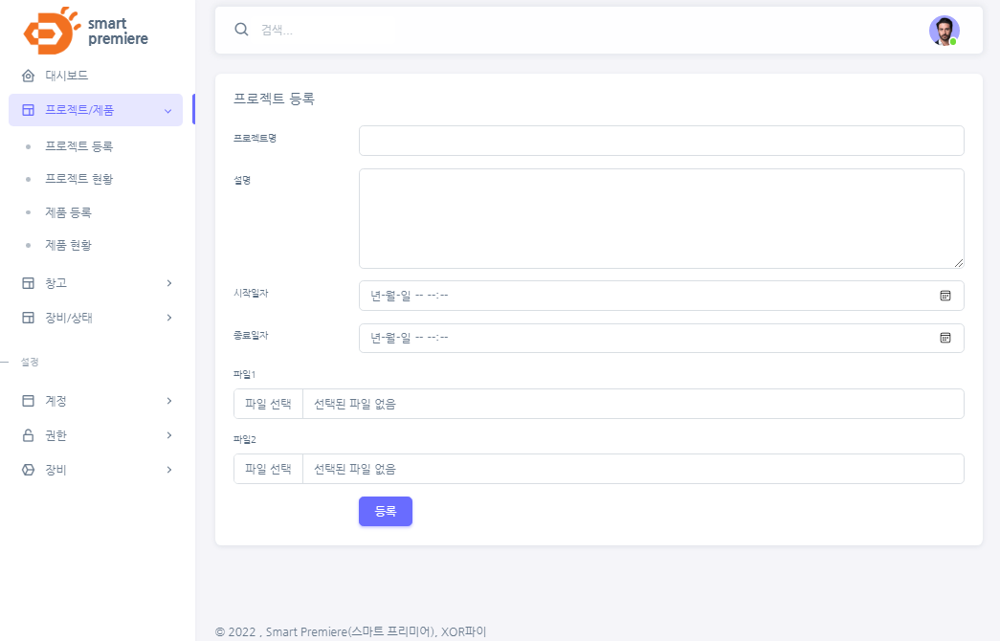 smart
premiere
대시보드
프로젝트/제품
프로젝트 등록
프로젝트 현황
제품 등록
제품 현황
창고
장비/상태
설정
계정
권한
장비
검색...
프로젝트 등록
프로젝트명
설명
시작일자
년-월-일 -- --:--
종료일자
년-월-일 -- --:--
파일1
파일 선택 선택된 파일 없음
파일2
파일 선택 선택된 파일 없음
등록
© 2022 , Smart Premiere(스마트 프리미어), XOR파이